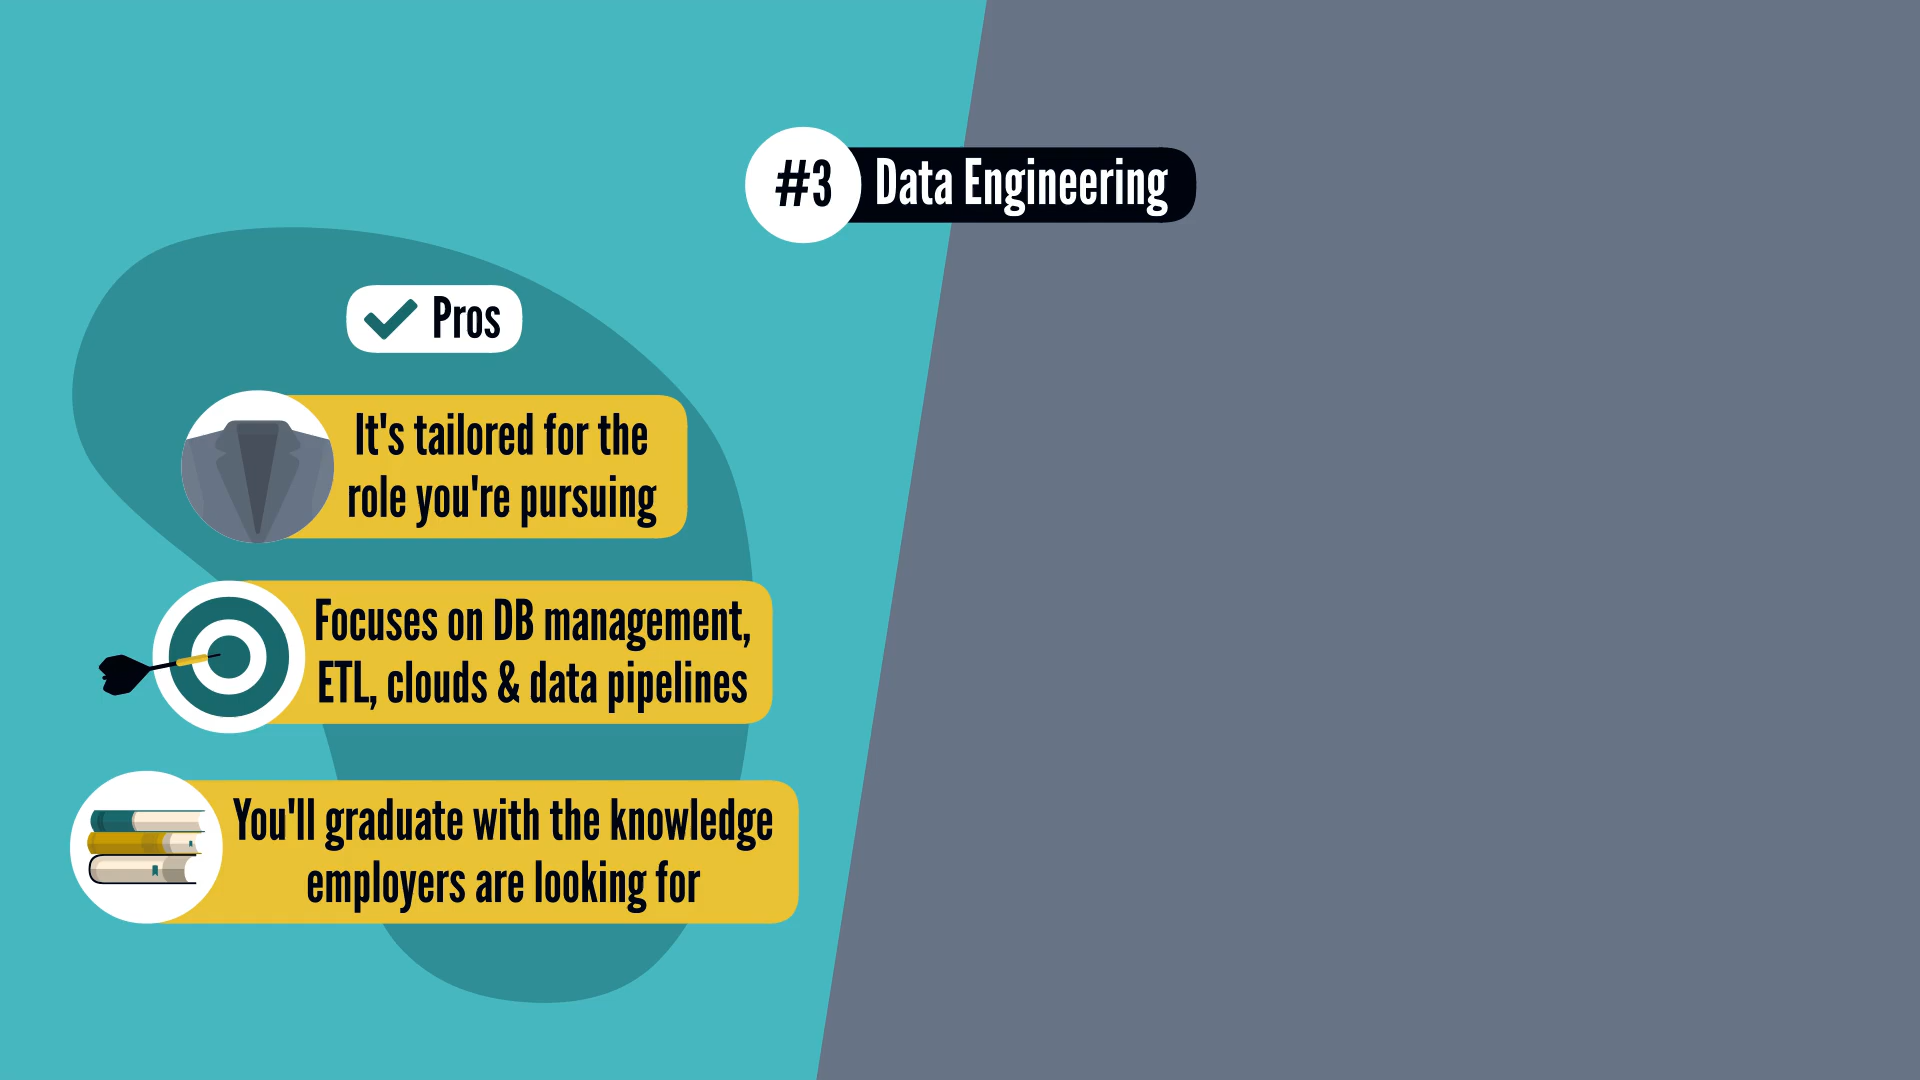 #3 Data Engineering
Pros
It's tailored for the
role you're pursuing
Focuses on DB management,
ETL, clouds & data pipelines
You'll graduate with the knowledge
employers are looking for